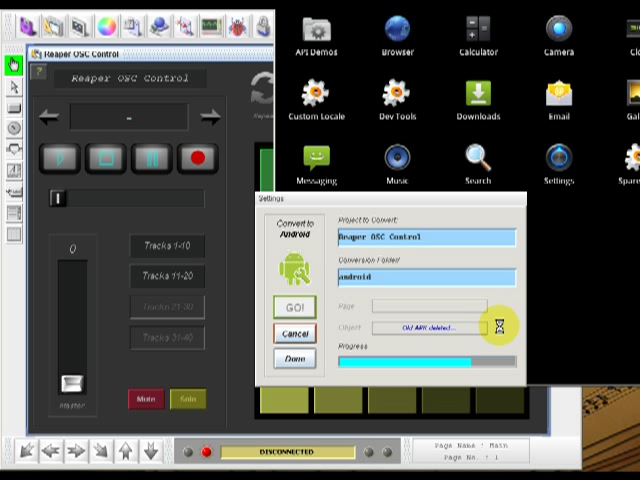 API Demos
Browser
Calculator
Camera
Reaper OSC Control
?
Reaper OSC Control
Custom Locale
Dev Tools
Downloads
Email
-
Messaging
Music
Search
Settings
Settings
Convert to
Android
Project to Convert:
Reaper OSC Control
0
Tracks 1-10
Conversion Folder
android
Tracks 11-20
GO!
Page
Tracks 21-30
Object
Old APK deleted...
Cancel
Tracks 31-40
Progress
Done
Master
Mute
Solo
DISCONNECTED
Page Name : Main
Page No. : 1